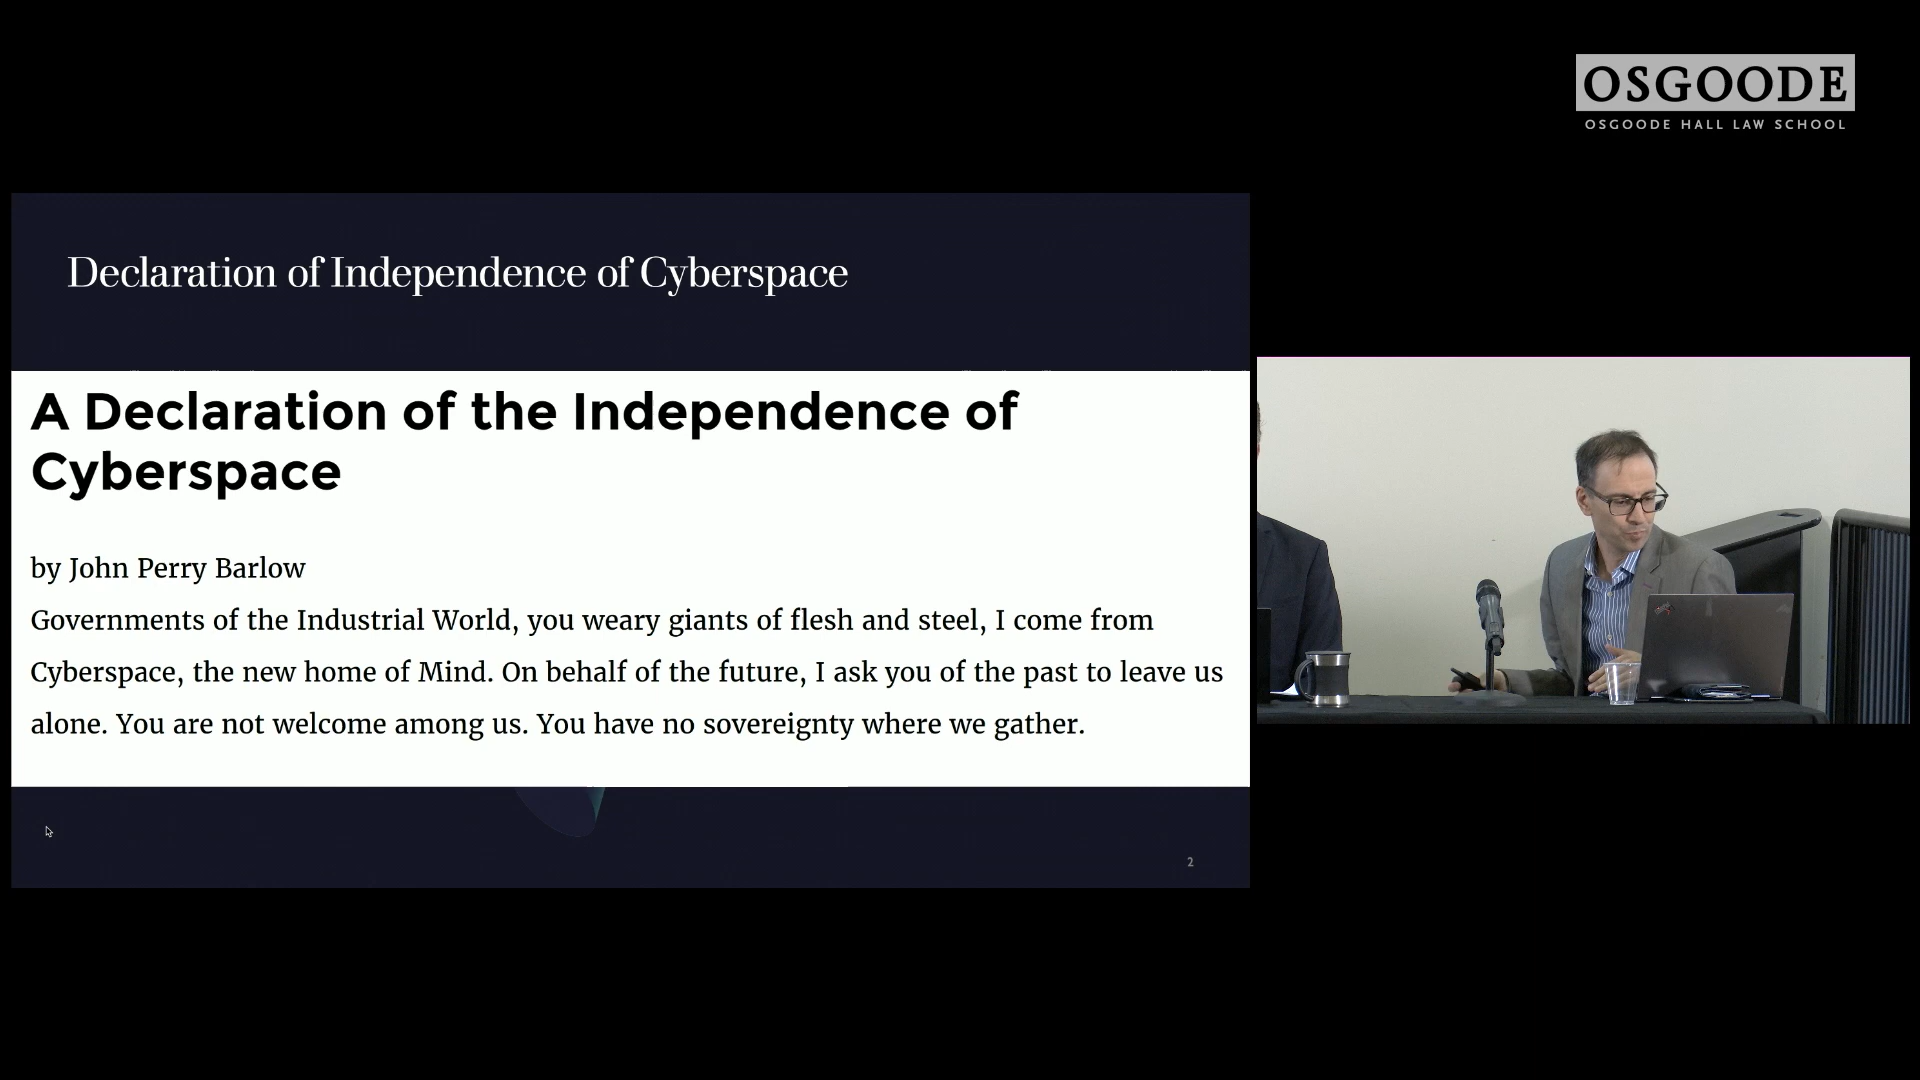 OSGOODE
OSGOODE HALL LAW SCHOOL
Declaration of Independence of Cyberspace
A Declaration of the Independence of
Cyberspace
by John Perry Barlow
Governments of the Industrial World, you weary giants of flesh and steel, I come from
Cyberspace, the new home of Mind. On behalf of the future, I ask you of the past to leave us
alone. You are not welcome among us. You have no sovereignty where we gather.
2